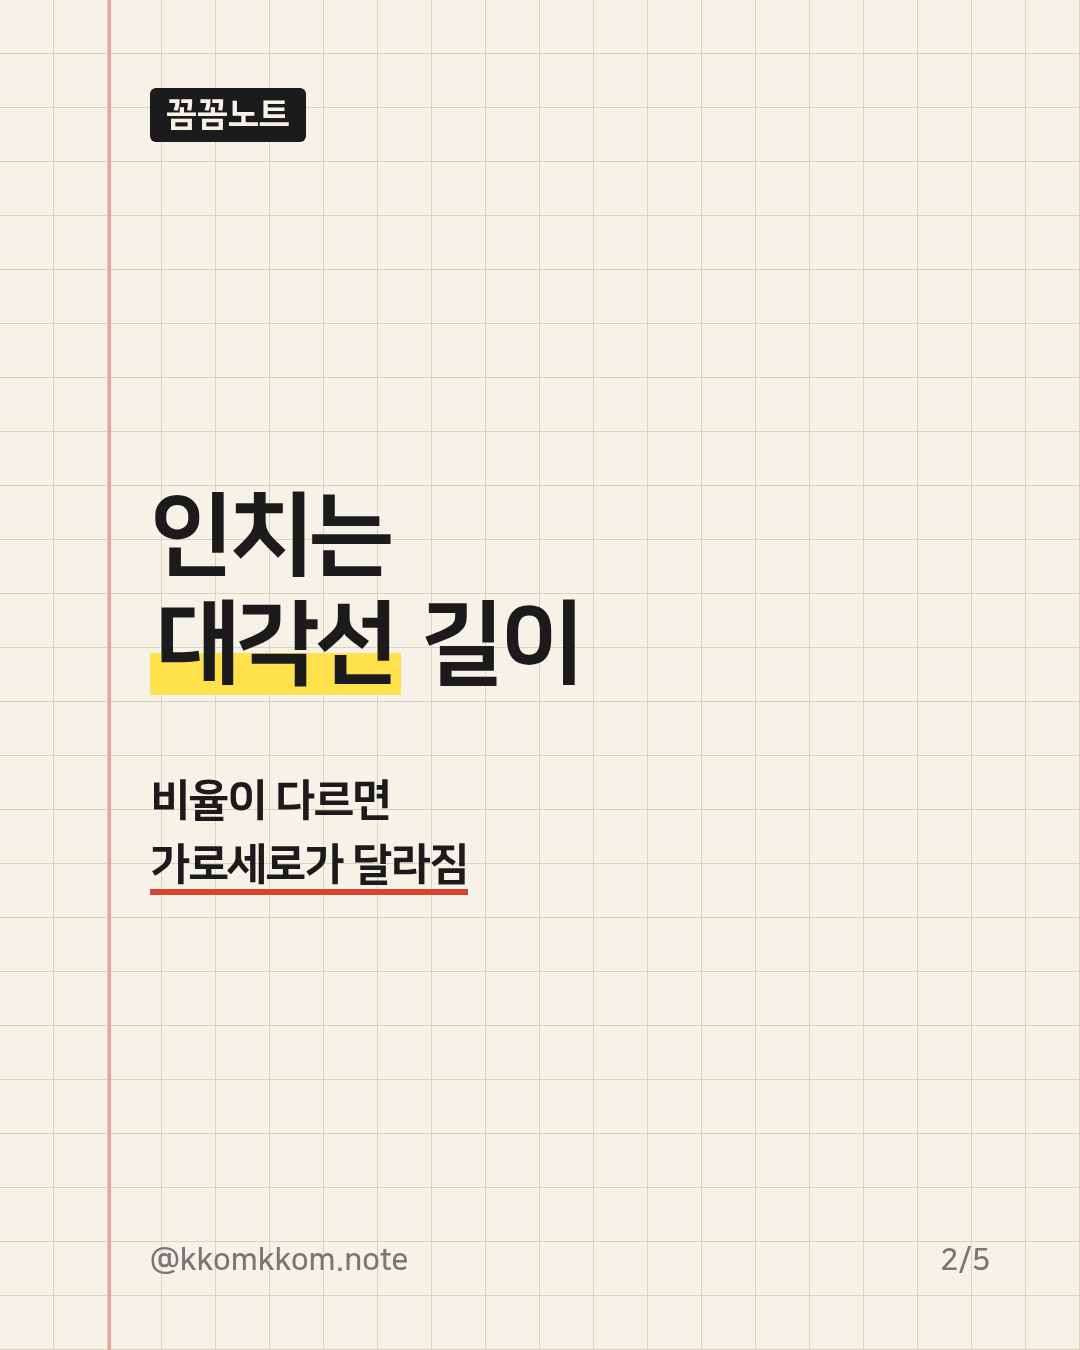 꼼꼼노트
인치는
대각선 길이
비율이 다르면
가로세로가 달라짐
@kkomkkom.note
2/5